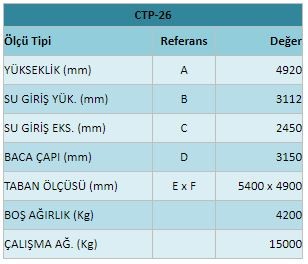 CTP-26
Ölçü Tipi Referans Değer
YÜKSEKLİK (mm) A 4920
SU GİRİŞ YÜK. (mm) B 3112
SU GİRİŞ EKS. (mm) C 2450
BACA ÇAPI (mm) D 3150
TABAN ÖLÇÜSÜ (mm) E x F 5400 x 4900
BOŞ AĞIRLIK (Kg) 4200
ÇALIŞMA AĞ. (Kg) 15000